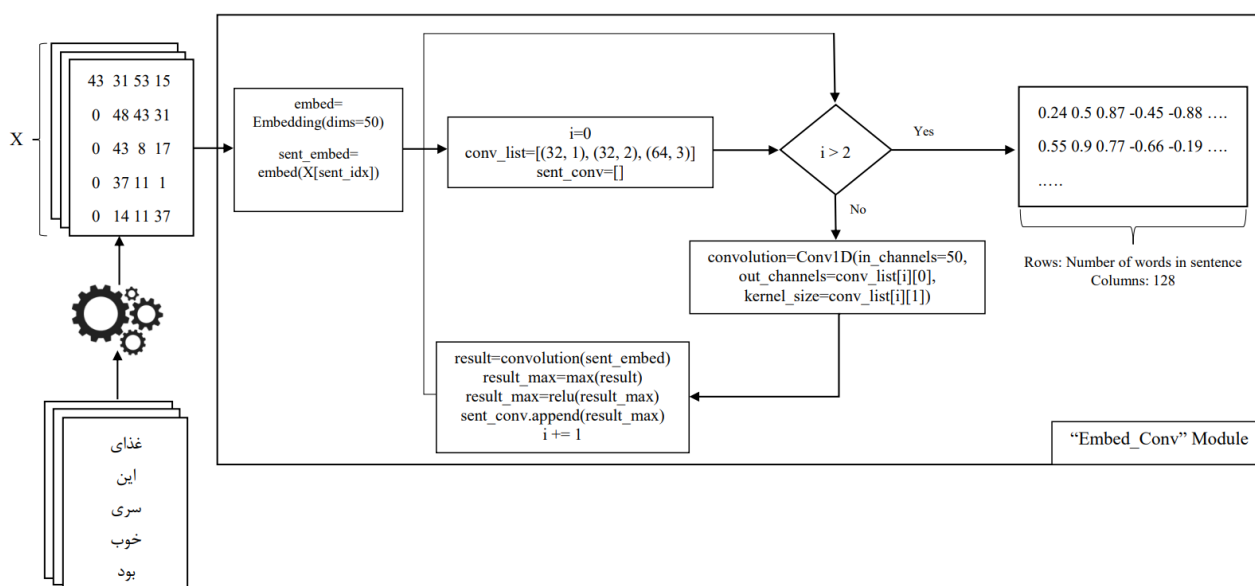 X
43 31 53 15
0 48 43 31
0 43 8 17
0 37 11 1
0 14 11 37
غذای
این
سری
خوب
بود
embed=
Embedding(dims=50)
sent_embed=
embed(X[sent_idx])
i=0
conv_list=[(32, 1), (32, 2), (64, 3)]
sent_conv=[]
i > 2
Yes
No
convolution=Conv1D(in_channels=50,
out_channels=conv_list[i][0],
kernel_size=conv_list[i][1])
result=convolution(sent_embed)
result_max=max(result)
result_max=relu(result_max)
sent_conv.append(result_max)
i += 1
0.24 0.5 0.87 -0.45 -0.88 ....
0.55 0.9 0.77 -0.66 -0.19 ....
.....
Rows: Number of words in sentence
Columns: 128
“Embed_Conv” Module